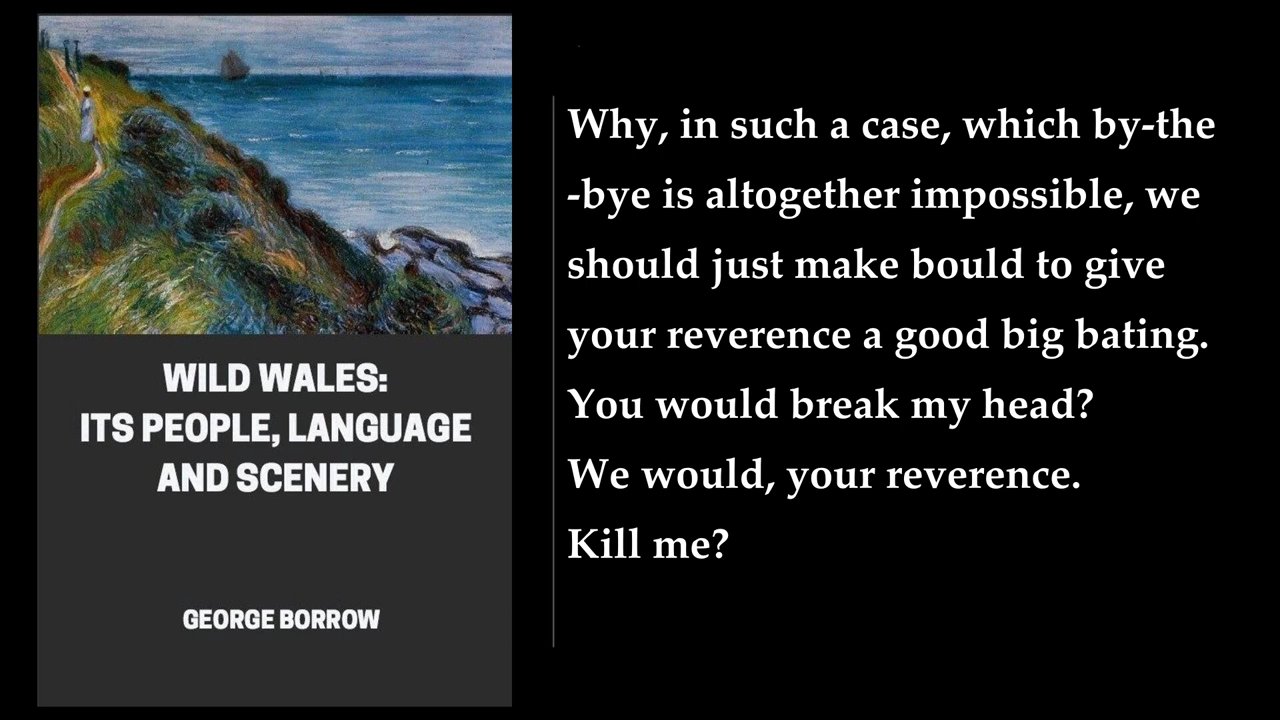 WILD WALES:
ITS PEOPLE, LANGUAGE
AND SCENERY
GEORGE BORROW
Why, in such a case, which by-the
-bye is altogether impossible, we
should just make bould to give
your reverence a good big bating.
You would break my head?
We would, your reverence.
Kill me?